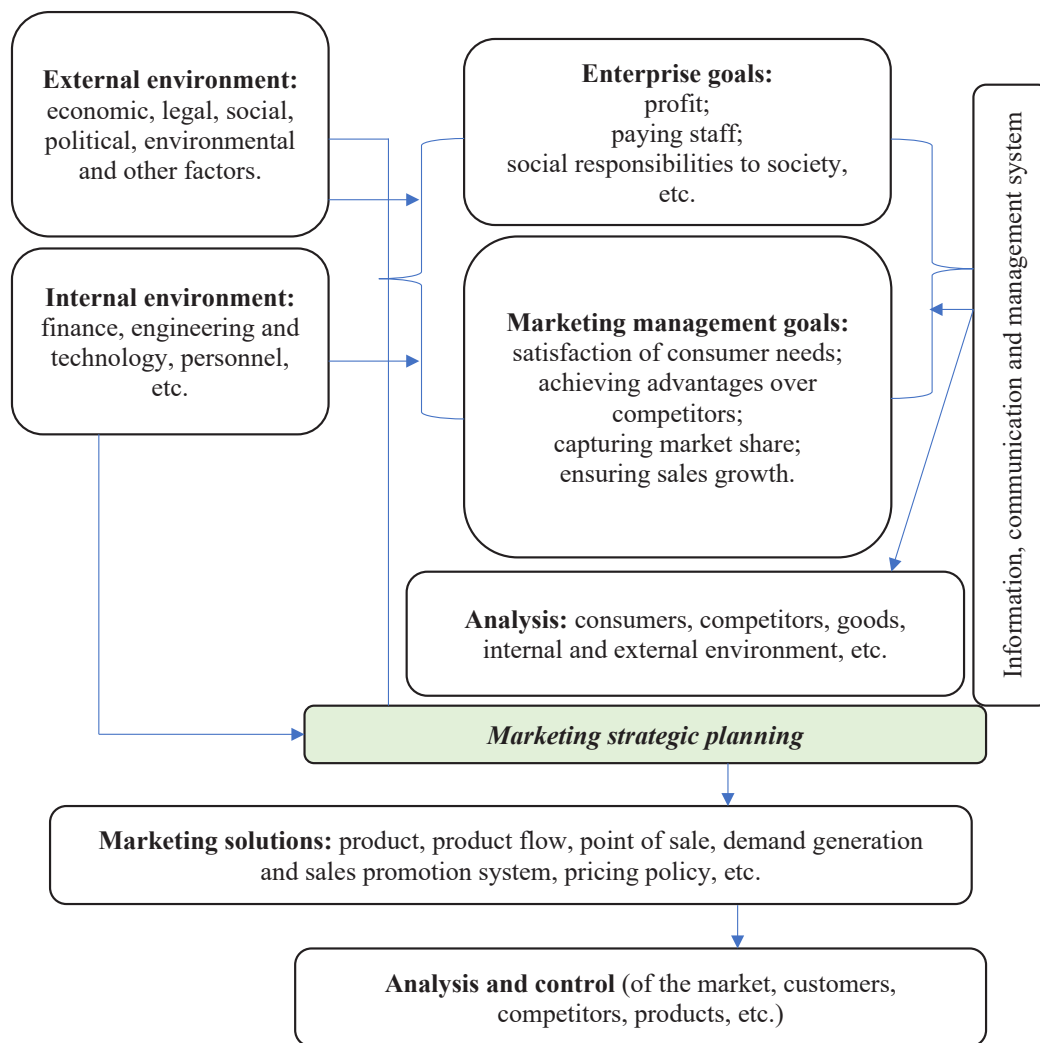 External environment:
economic, legal, social,
political, environmental
and other factors.
Enterprise goals:
profit;
paying staff;
social responsibilities to society,
etc.
Internal environment:
finance, engineering and
technology, personnel,
etc.
Marketing management goals:
satisfaction of consumer needs;
achieving advantages over
competitors;
capturing market share;
ensuring sales growth.
Information, communication and management system
Analysis: consumers, competitors, goods,
internal and external environment, etc.
Marketing strategic planning
Marketing solutions: product, product flow, point of sale, demand generation
and sales promotion system, pricing policy, etc.
Analysis and control (of the market, customers,
competitors, products, etc.)